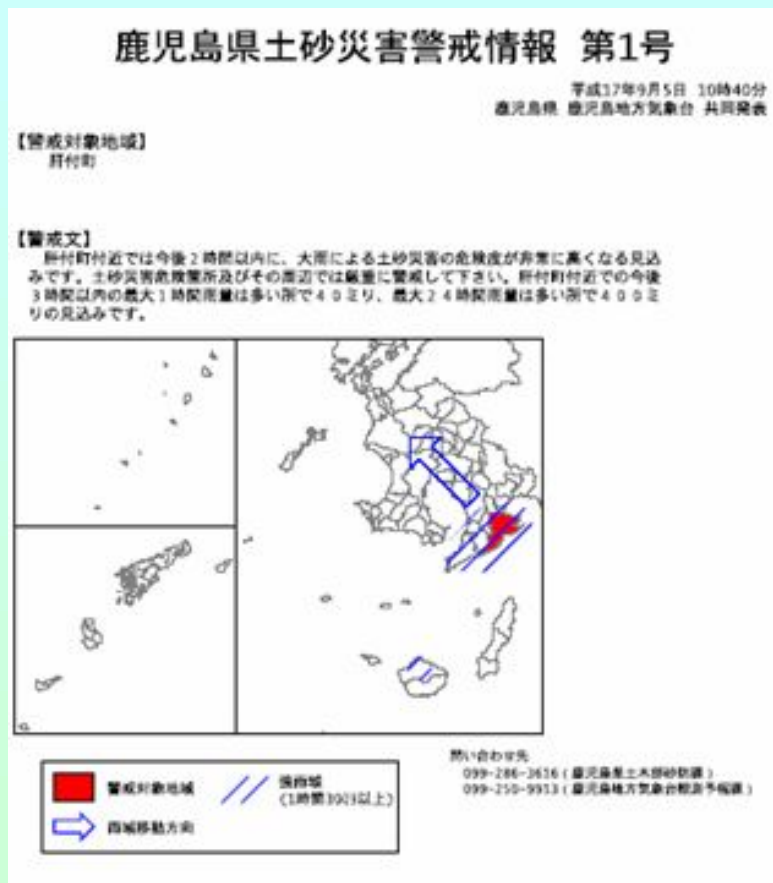 鹿児島県土砂災害警戒情報 第1号
平成17年9月5日 10時40分
鹿児島県 鹿児島地方気象台 共同発表
【警戒対象地域】
肝付町
【警戒文】
肝付町付近では今後2時間以内に、大雨による土砂災害の危険度が非常に高くなる見込
みです。土砂災害危険箇所及びその周辺では厳重に警戒して下さい。肝付町付近での今後
3時間以内の最大1時間雨量は多い所で40ミリ、最大24時間雨量は多い所で400ミ
リの見込みです。
警戒対象地域
強雨域
(1時間30ミリ以上)
雨域移動方向
問い合わせ先
099-286-3616(鹿児島県土木部砂防課)
099-250-9913(鹿児島地方気象台観測予報課)